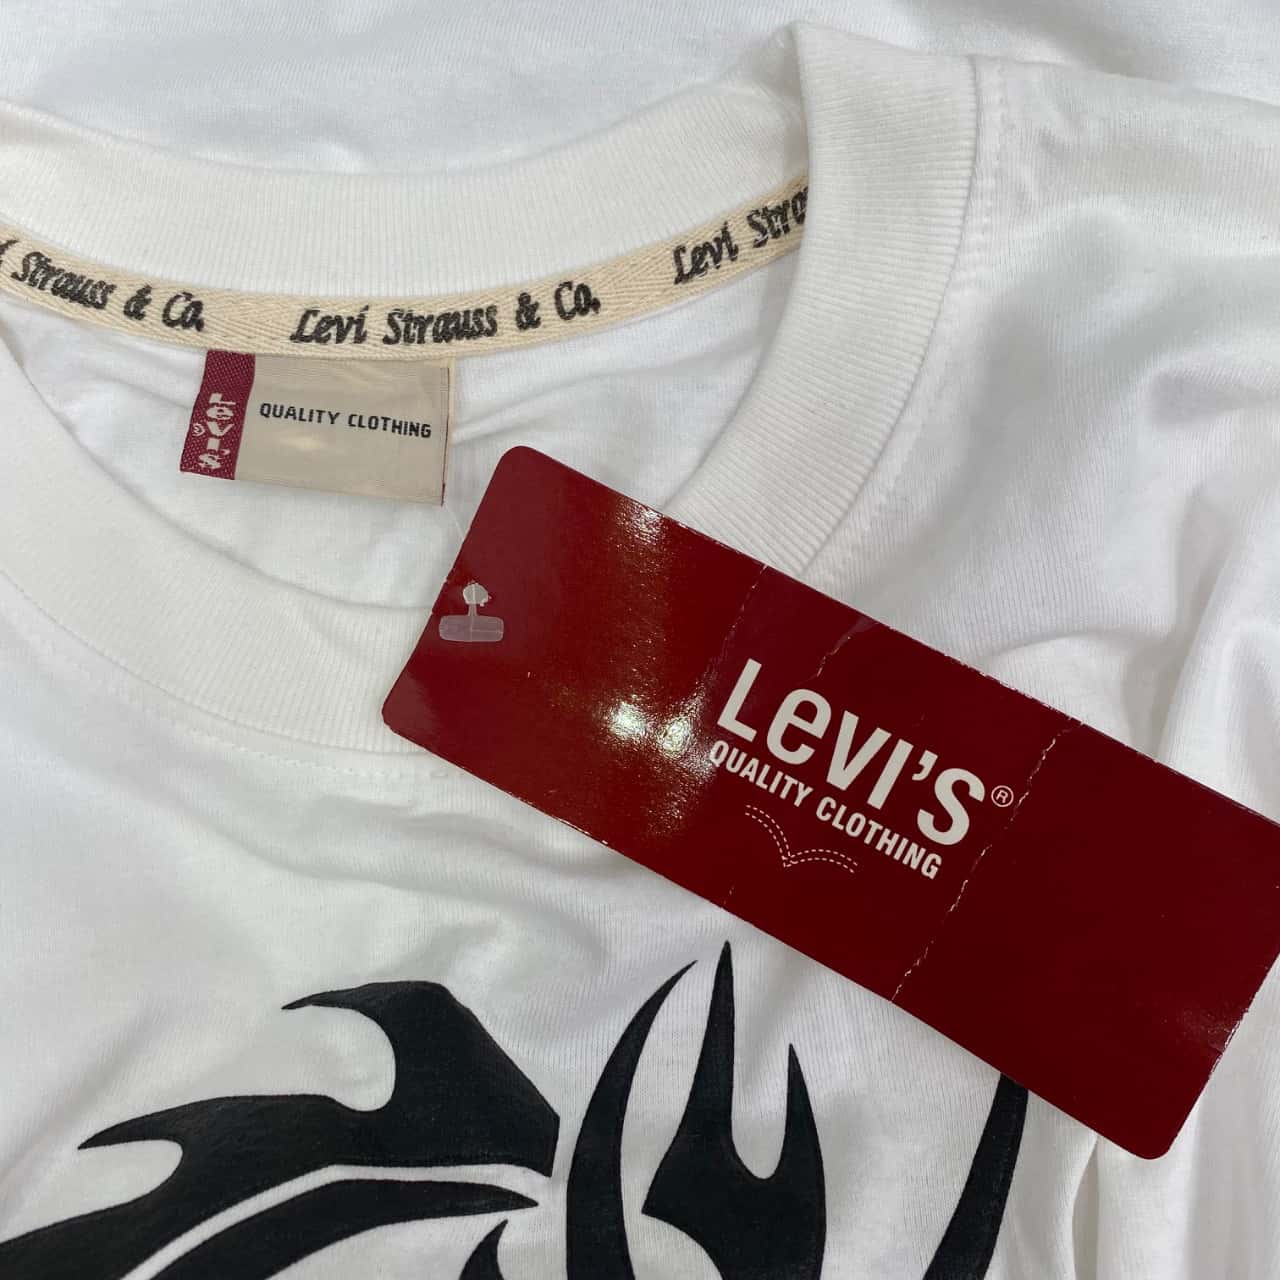 Strauss & Co.
Levi Strauss & Co.
Levi
LEVI'S
QUALITY CLOTHING
LEVI'S®
QUALITY CLOTHING